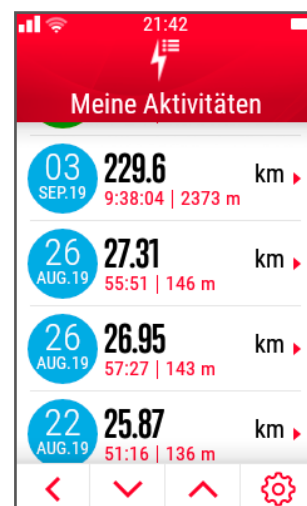 21:42
Meine Aktivitäten
03 229.6 km
SEP.19 9:38:04 | 2373 m
26 27.31 km
AUG.19 55:51 | 146 m
26 26.95 km
AUG.19 57:27 | 143 m
22 25.87 km
AUG.19 51:16 | 136 m